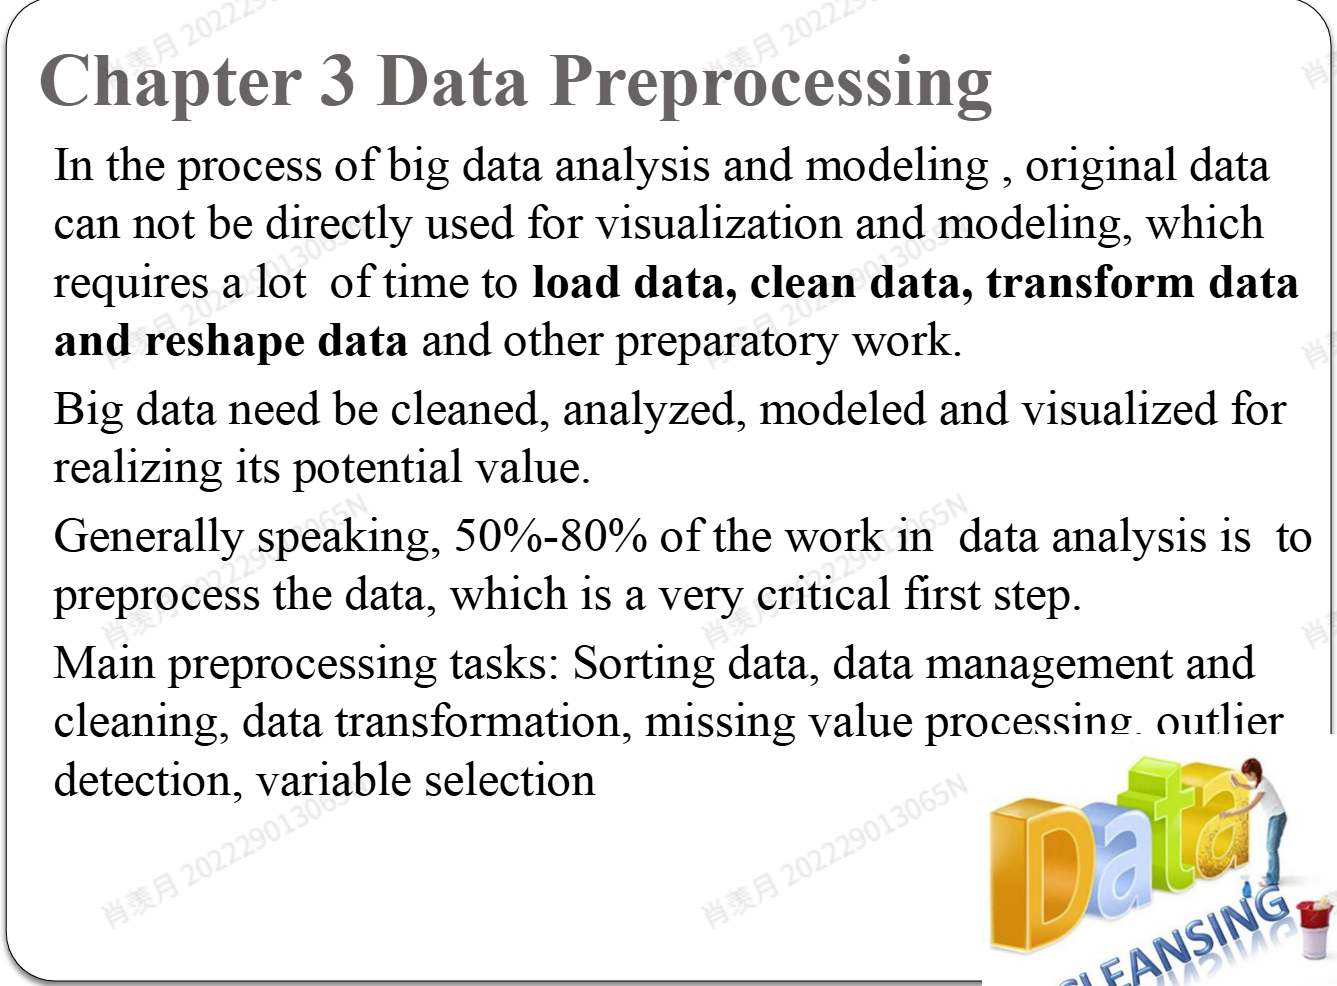 Chapter 3 Data Preprocessing
In the process of big data analysis and modeling , original data
can not be directly used for visualization and modeling, which
requires a lot  of time to load data, clean data, transform data
and reshape data and other preparatory work.
Big data need be cleaned, analyzed, modeled and visualized for
realizing its potential value.
Generally speaking, 50%-80% of the work in  data analysis is  to
preprocess the data, which is a very critical first step.
Main preprocessing tasks: Sorting data, data management and
cleaning, data transformation, missing value processing, outlier
detection, variable selection
Data
CLEANSING
肖羡月 202229013065N